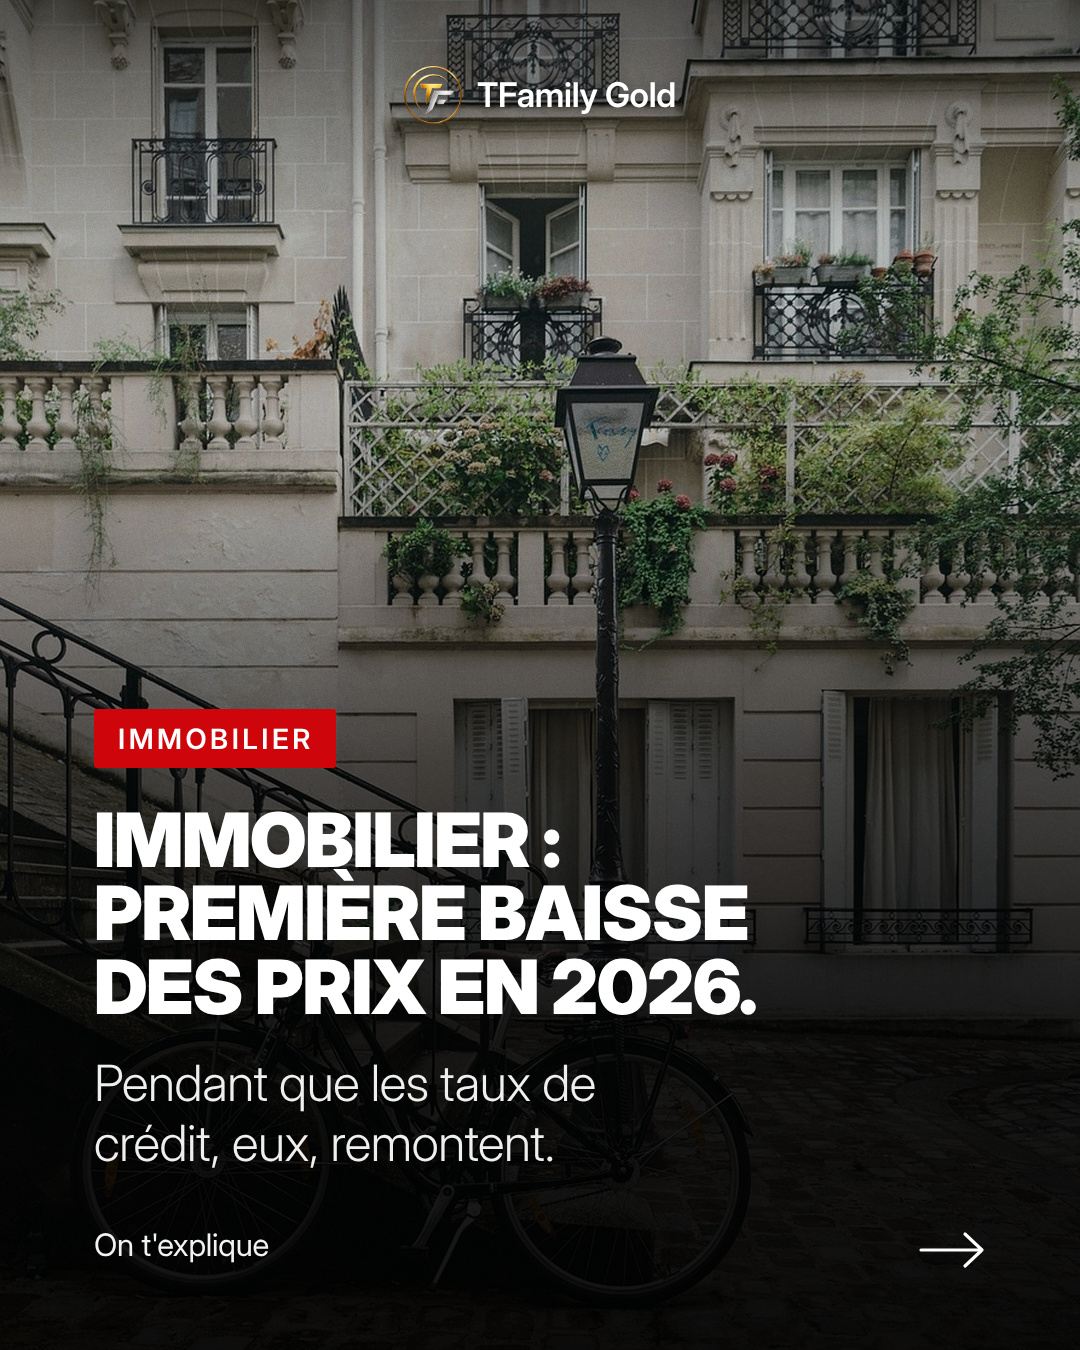 TFamily Gold
IMMOBILIER
IMMOBILIER :
PREMIÈRE BAISSE
DES PRIX EN 2026.
Pendant que les taux de
crédit, eux, remontent.
On t'explique